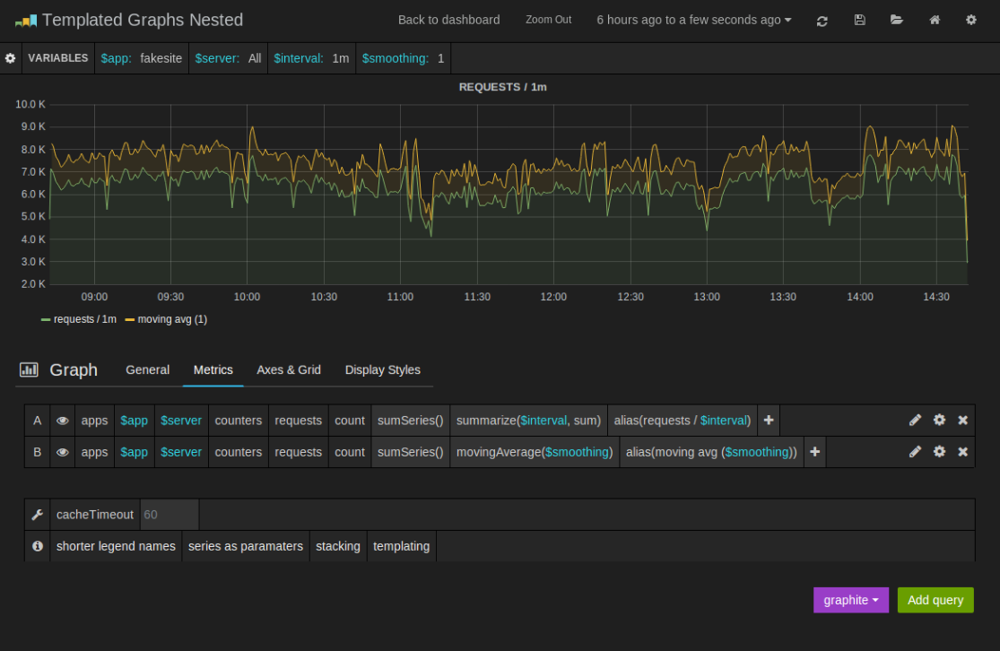 Templated Graphs Nested Back to dashboard Zoom Out 6 hours ago to a few seconds ago
VARIABLES $app: fakesite $server: All $interval: 1m $smoothing: 1
REQUESTS / 1m
10.0 K
9.0 K
8.0 K
7.0 K
6.0 K
5.0 K
4.0 K
3.0 K
2.0 K
09:00 09:30 10:00 10:30 11:00 11:30 12:00 12:30 13:00 13:30 14:00 14:30
requests / 1m moving avg (1)
Graph General Metrics Axes & Grid Display Styles
A apps $app $server counters requests count sumSeries() summarize($interval, sum) alias(requests / $interval)
B apps $app $server counters requests count sumSeries() movingAverage($smoothing) alias(moving avg ($smoothing))
cacheTimeout 60
shorter legend names series as paramaters stacking templating
graphite Add query